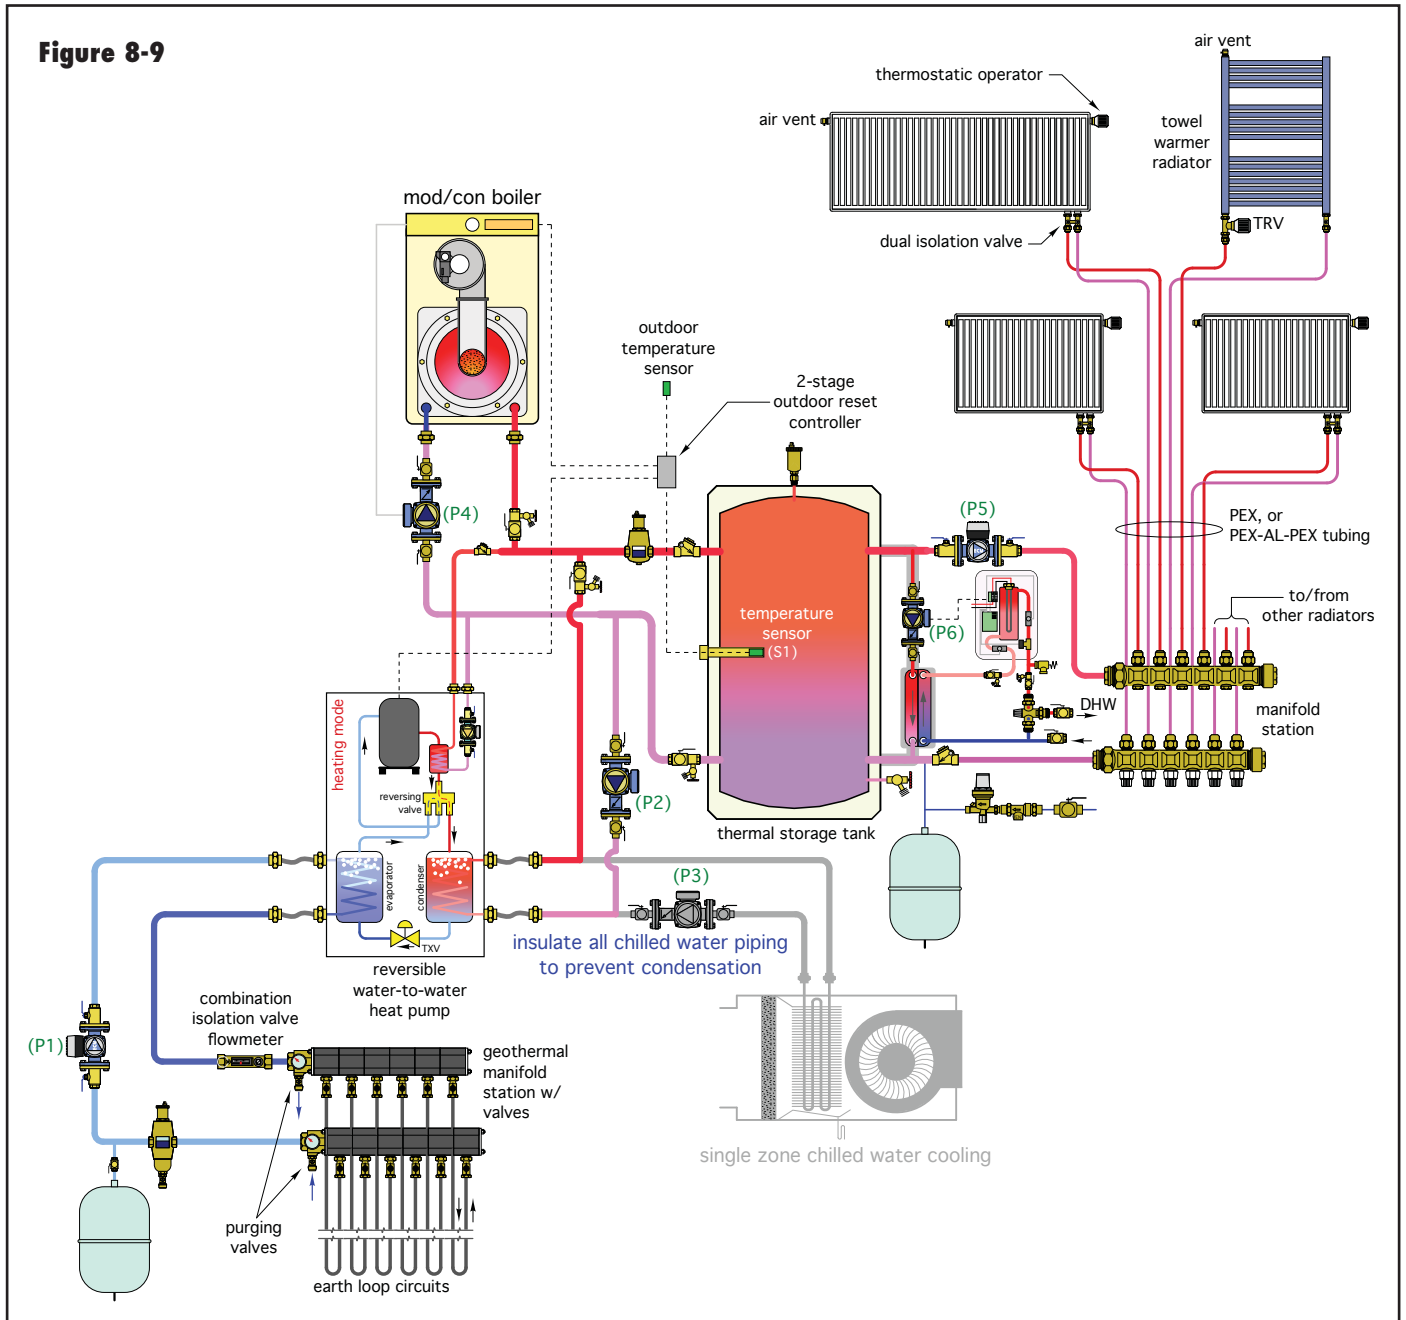 Figure 8-9
air vent
thermostatic operator
air vent
towel
warmer
radiator
mod/con boiler
dual isolation valve
TRV
outdoor
temperature
sensor
2-stage
outdoor reset
controller
(P4)
(P5)
PEX, or
PEX-AL-PEX tubing
to/from
other radiators
temperature
sensor
(S1)
(P6)
DHW
manifold
station
heating mode
reversing
valve
(P2)
thermal storage tank
evaporator
condenser
(P3)
TXV
insulate all chilled water piping
to prevent condensation
reversible
water-to-water
heat pump
combination
isolation valve
flowmeter
(P1)
geothermal
manifold
station w/
valves
single zone chilled water cooling
purging
valves
earth loop circuits